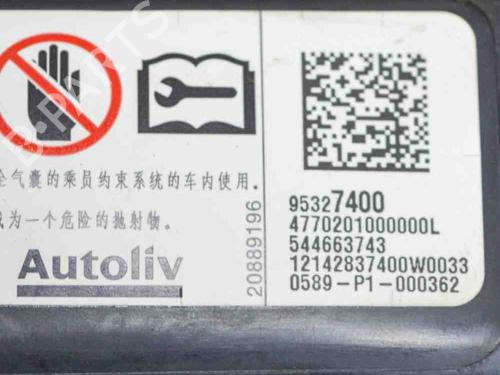 全气囊的乘员约束系统的车内使用。
成为一个危险的抛射物。
Autoliv
20889196
95327400
4770201000000L
544663743
12142837400W0033
0589-P1-000362
B-PARTS